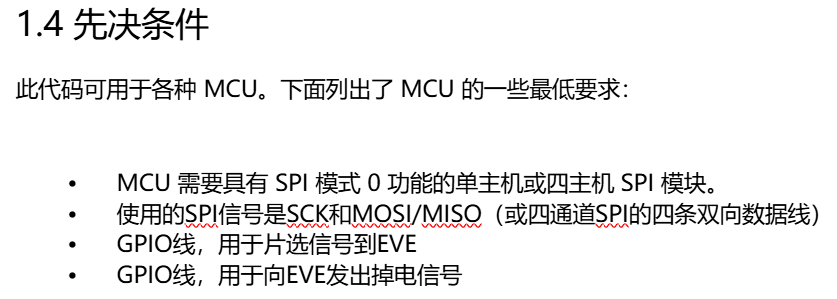 1.4 先决条件
此代码可用于各种 MCU。下面列出了 MCU 的一些最低要求：
• MCU 需要具有 SPI 模式 0 功能的单主机或四主机 SPI 模块。
• 使用的SPI信号是SCK和MOSI/MISO（或四通道SPI的四条双向数据线）
• GPIO线，用于片选信号到EVE
• GPIO线，用于向EVE发出掉电信号